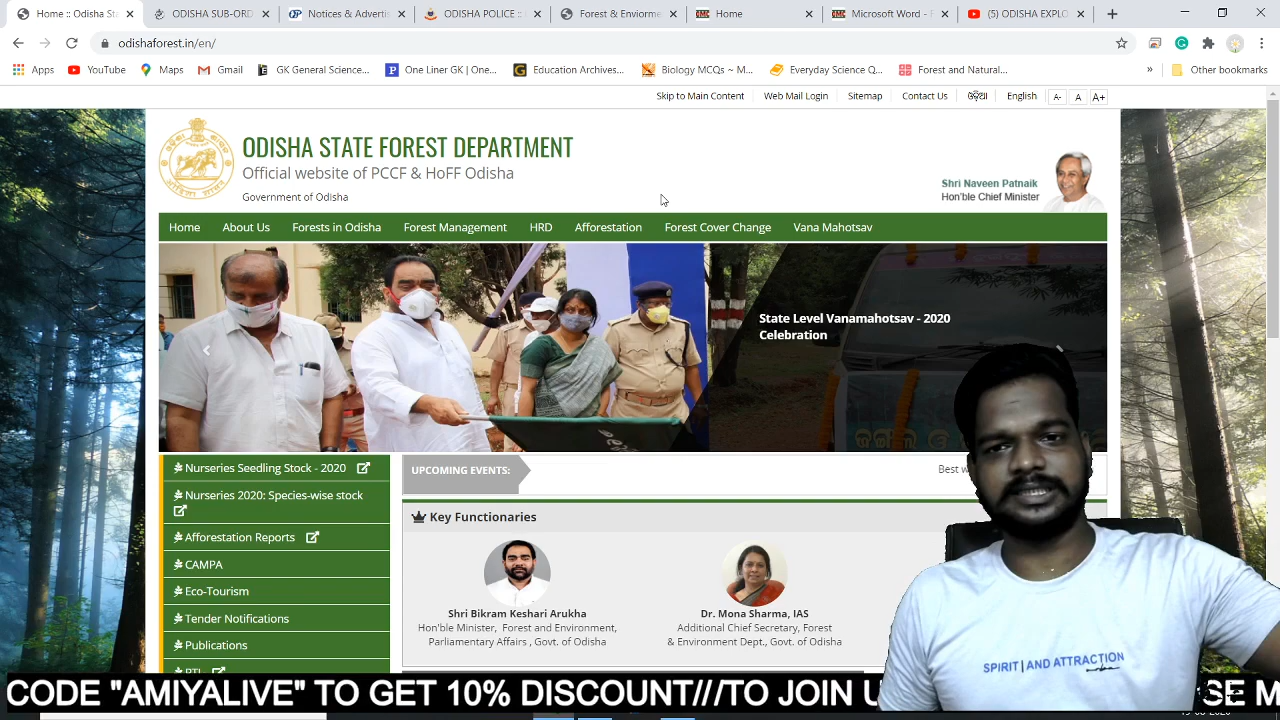 Home :: Odisha Sta
ODISHA SUB-ORD
Notices & Adverti
ODISHA POLICE ::
Forest & Enviorme
Home
Microsoft Word - F
(5) ODISHA EXPLO
odishaforest.in/en/
Apps
YouTube
Maps
Gmail
GK General Science...
One Liner GK | One...
Education Archives...
Biology MCQs ~ M...
Everyday Science Q...
Forest and Natural...
»
Other bookmarks
Skip to Main Content
Web Mail Login
Sitemap
Contact Us
ଓଡ଼ିଆ
English
A-
A
A+
ODISHA STATE FOREST DEPARTMENT
Official website of PCCF & HoFF Odisha
Government of Odisha
Shri Naveen Patnaik
Hon'ble Chief Minister
Home
About Us
Forests in Odisha
Forest Management
HRD
Afforestation
Forest Cover Change
Vana Mahotsav
State Level Vanamahotsav - 2020
Celebration
Nurseries Seedling Stock - 2020
Nurseries 2020: Species-wise stock
Afforestation Reports
CAMPA
Eco-Tourism
Tender Notifications
Publications
RTI
UPCOMING EVENTS:
Best w
Key Functionaries
Shri Bikram Keshari Arukha
Hon'ble Minister, Forest and Environment,
Parliamentary Affairs , Govt. of Odisha
Dr. Mona Sharma, IAS
Additional Chief Secretary, Forest
& Environment Dept., Govt. of Odisha
SPIRIT | AND ATTRACTION
CODE "AMIYALIVE" TO GET 10% DISCOUNT///TO JOIN U
SE M